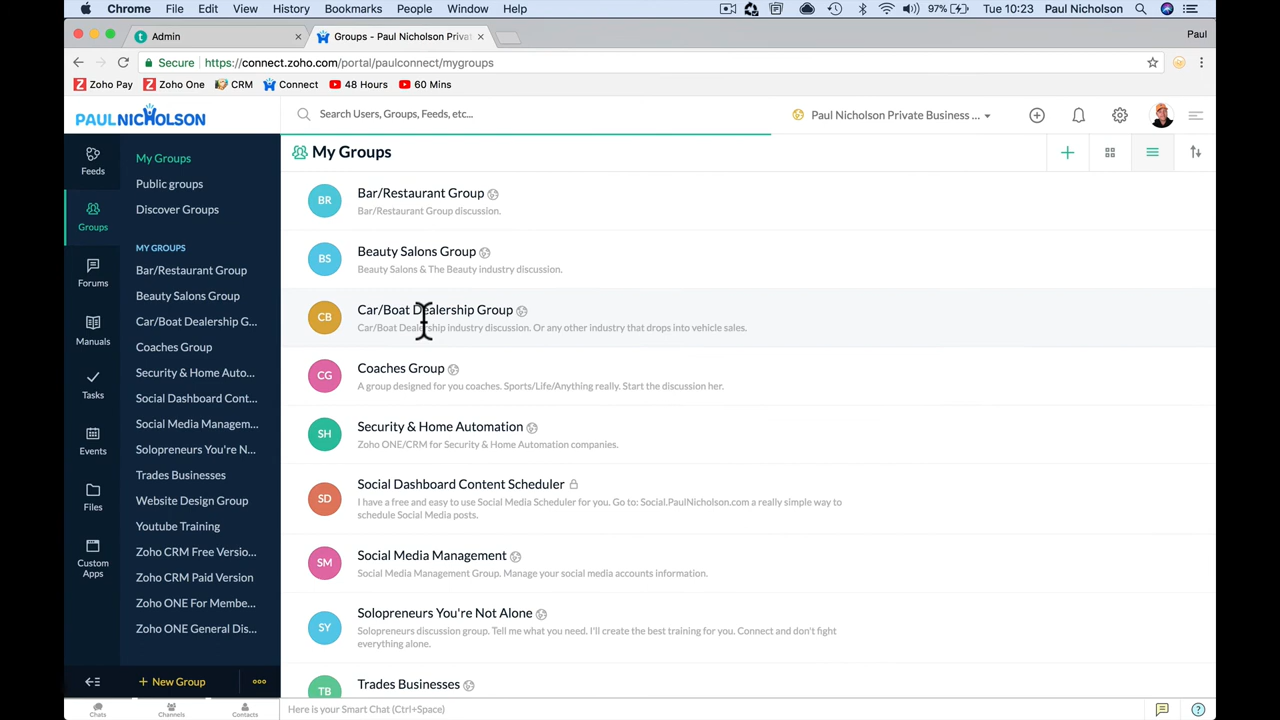 Chrome File Edit View History Bookmarks People Window Help 97% Tue 10:23 Paul Nicholson
Admin Groups - Paul Nicholson Priva Paul
Secure https://connect.zoho.com/portal/paulconnect/mygroups
Zoho Pay Zoho One CRM Connect 48 Hours 60 Mins
PAULNICHOLSON
Search Users, Groups, Feeds, etc...
Paul Nicholson Private Business ...
Feeds
Groups
Forums
Manuals
Tasks
Events
Files
Custom
Apps
My Groups
Public groups
Discover Groups
MY GROUPS
Bar/Restaurant Group
Beauty Salons Group
Car/Boat Dealership G...
Coaches Group
Security & Home Auto...
Social Dashboard Cont...
Social Media Managem...
Solopreneurs You're N...
Trades Businesses
Website Design Group
Youtube Training
Zoho CRM Free Versio...
Zoho CRM Paid Version
Zoho ONE For Membe...
Zoho ONE General Dis...
+ New Group
My Groups
BR Bar/Restaurant Group
Bar/Restaurant Group discussion.
BS Beauty Salons Group
Beauty Salons & The Beauty industry discussion.
CB Car/Boat Dealership Group
Car/Boat Dealership industry discussion. Or any other industry that drops into vehicle sales.
CG Coaches Group
A group designed for you coaches. Sports/Life/Anything really. Start the discussion her.
SH Security & Home Automation
Zoho ONE/CRM for Security & Home Automation companies.
SD Social Dashboard Content Scheduler
I have a free and easy to use Social Media Scheduler for you. Go to: Social.PaulNicholson.com a really simple way to
schedule Social Media posts.
SM Social Media Management
Social Media Management Group. Manage your social media accounts information.
SY Solopreneurs You're Not Alone
Solopreneurs discussion group. Tell me what you need. I'll create the best training for you. Connect and don't fight
everything alone.
TB Trades Businesses
Chats Channels Contacts
Here is your Smart Chat (Ctrl+Space)